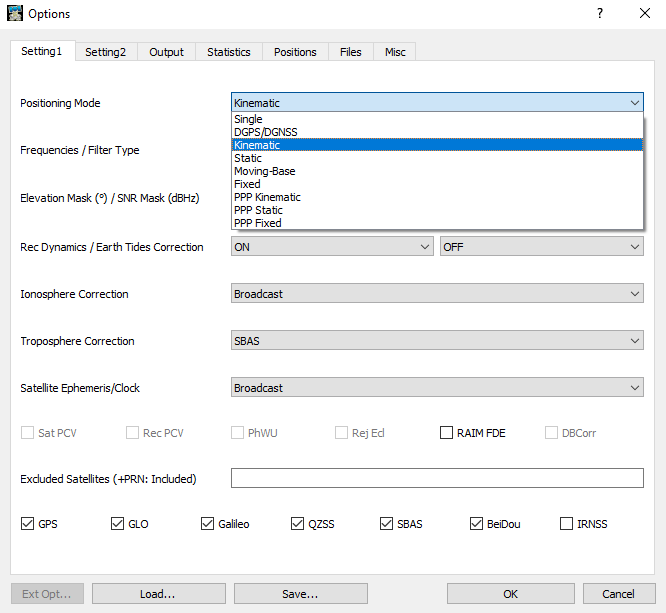 Options ?
Setting1 Setting2 Output Statistics Positions Files Misc
Positioning Mode Kinematic
Single
DGPS/DGNSS
Frequencies / Filter Type Kinematic
Static
Moving-Base
Fixed
Elevation Mask (°) / SNR Mask (dBHz) PPP Kinematic
PPP Static
PPP Fixed
Rec Dynamics / Earth Tides Correction ON OFF
Ionosphere Correction Broadcast
Troposphere Correction SBAS
Satellite Ephemeris/Clock Broadcast
Sat PCV Rec PCV PhWU Rej Ecl RAIM FDE DBCorr
Excluded Satellites (+PRN: Included)
GPS GLO Galileo QZSS SBAS BeiDou IRNSS
Ext Opt... Load... Save... OK Cancel